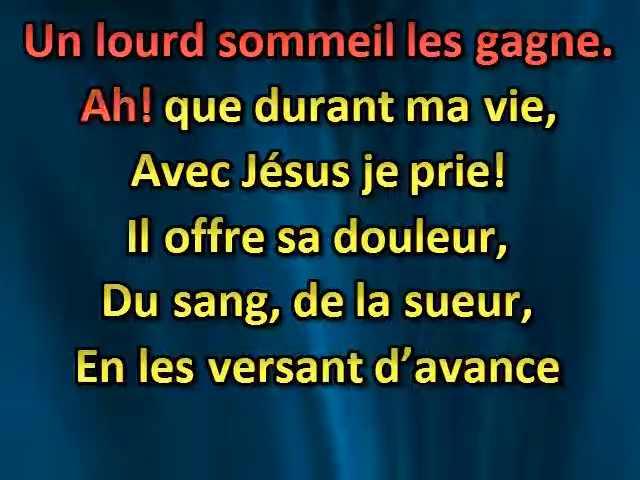 Un lourd sommeil les gagne.
Ah! que durant ma vie,
Avec Jésus je prie!
Il offre sa douleur,
Du sang, de la sueur,
En les versant d’avance